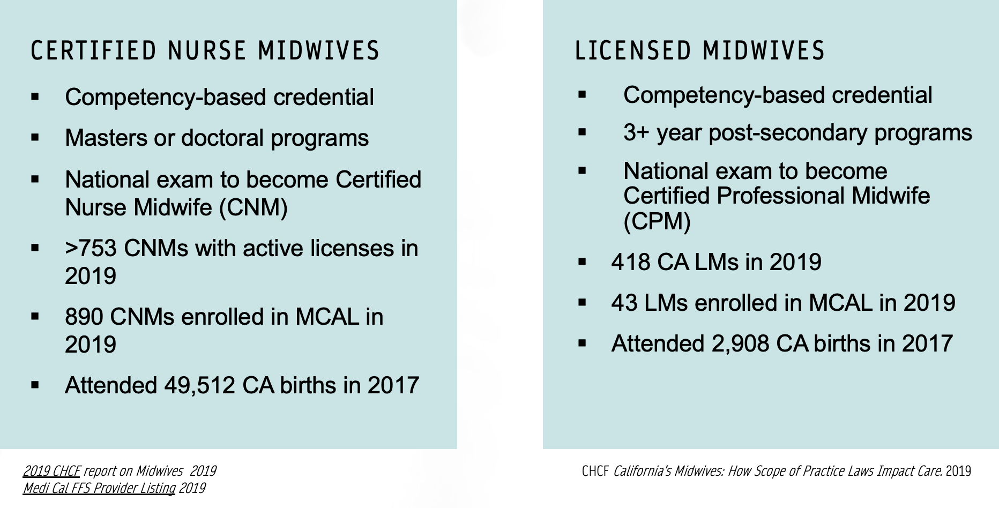 CERTIFIED NURSE MIDWIVES
▪ Competency-based credential
▪ Masters or doctoral programs
▪ National exam to become Certified
Nurse Midwife (CNM)
▪ >753 CNMs with active licenses in
2019
▪ 890 CNMs enrolled in MCAL in
2019
▪ Attended 49,512 CA births in 2017
2019 CHCF report on Midwives 2019
Medi Cal FFS Provider Listing 2019
LICENSED MIDWIVES
▪ Competency-based credential
▪ 3+ year post-secondary programs
▪ National exam to become
Certified Professional Midwife
(CPM)
▪ 418 CA LMs in 2019
▪ 43 LMs enrolled in MCAL in 2019
▪ Attended 2,908 CA births in 2017
CHCF California's Midwives: How Scope of Practice Laws Impact Care. 2019